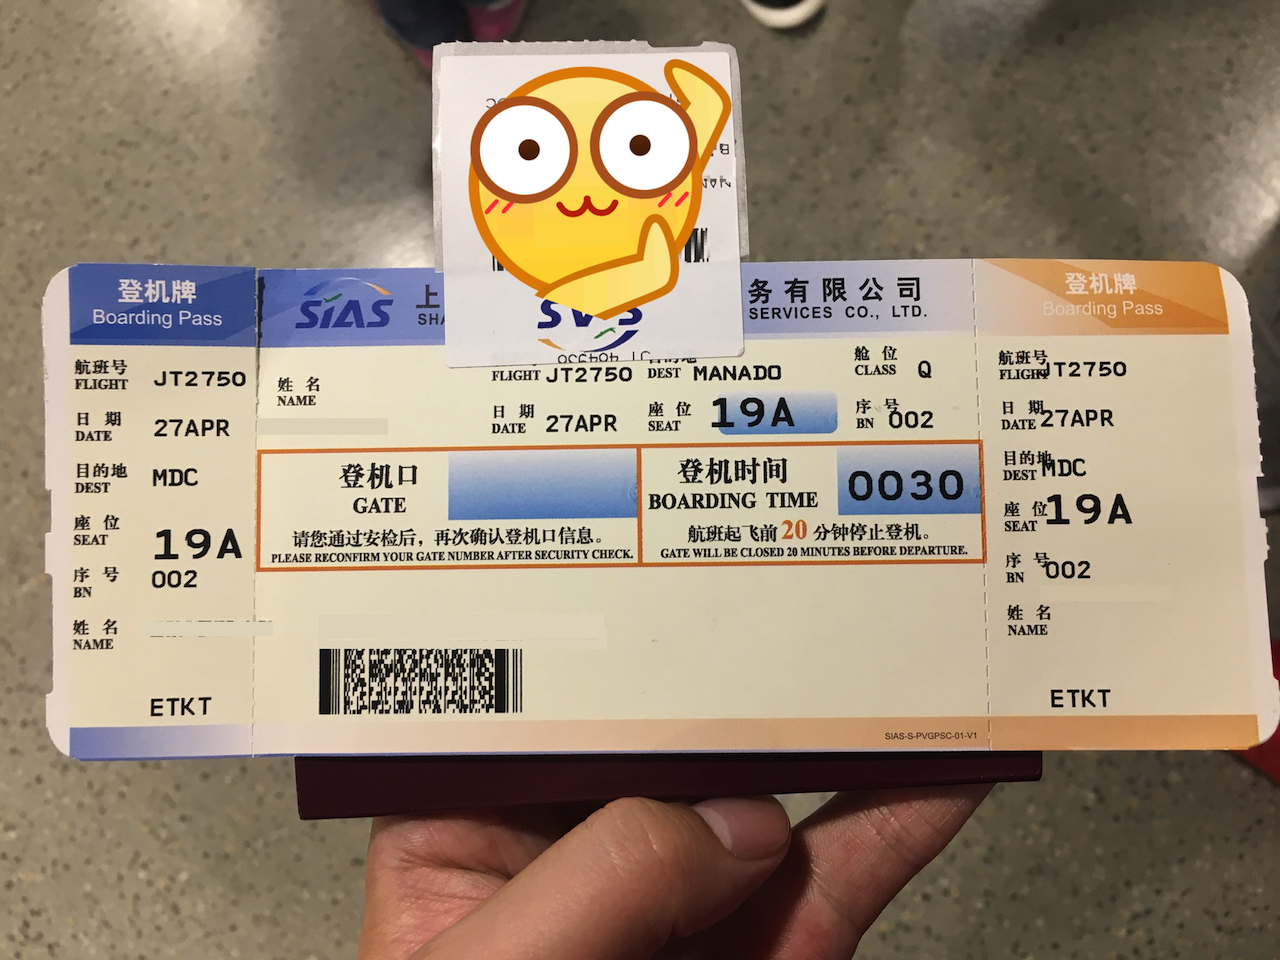 登机牌
Boarding Pass
航班号
FLIGHT JT2750
日 期
DATE 27APR
目的地
DEST MDC
座 位
SEAT 19A
序 号
BN 002
姓 名
NAME
ETKT
SIAS 上 务有限公司
SERVICES CO., LTD.
姓 名
NAME
FLIGHT JT2750
DEST MANADO
舱 位
CLASS Q
日 期
DATE 27APR
座 位
SEAT 19A
序 号
BN 002
登机口
GATE
登机时间
BOARDING TIME 0030
请您通过安检后，再次确认登机口信息。
PLEASE RECONFIRM YOUR GATE NUMBER AFTER SECURITY CHECK.
航班起飞前 20 分钟停止登机。
GATE WILL BE CLOSED 20 MINUTES BEFORE DEPARTURE.
SIAS-S-PVGPSC-01-V1
登机牌
Boarding Pass
航班号
FLIGHT JT2750
日 期
DATE 27APR
目的地
DEST MDC
座 位
SEAT 19A
序 号
BN 002
姓 名
NAME
ETKT